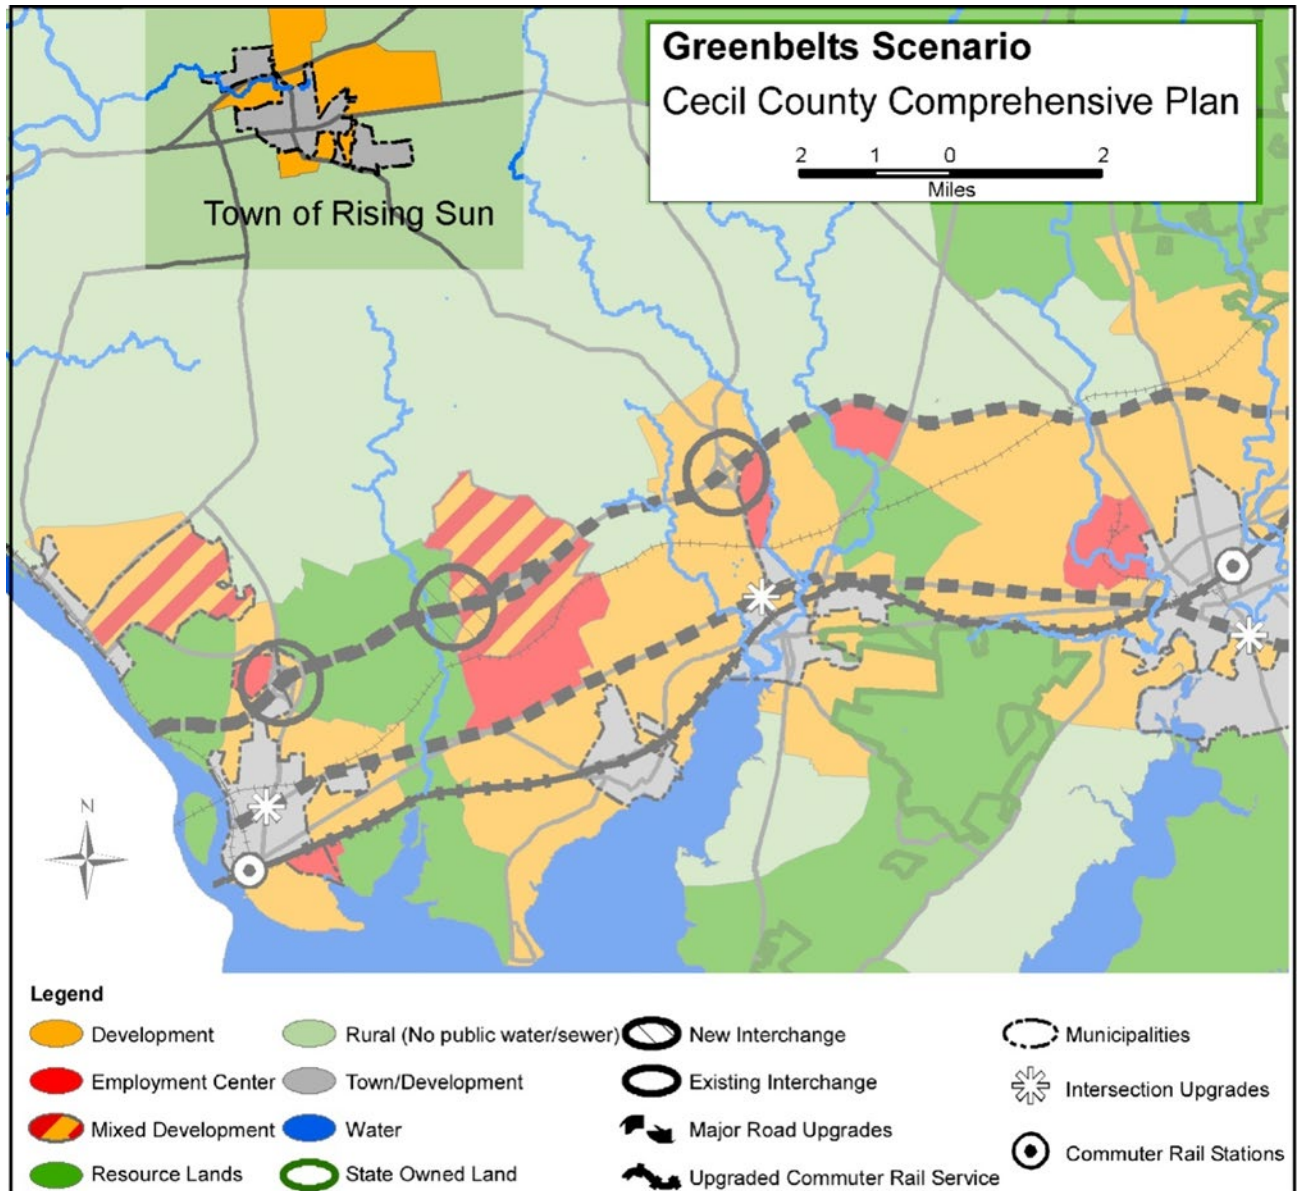 Greenbelts Scenario
Cecil County Comprehensive Plan
2 1 0 2
Miles
Town of Rising Sun
N
Legend
Development
Rural (No public water/sewer)
New Interchange
Municipalities
Employment Center
Town/Development
Existing Interchange
Intersection Upgrades
Mixed Development
Water
Major Road Upgrades
Commuter Rail Stations
Resource Lands
State Owned Land
Upgraded Commuter Rail Service